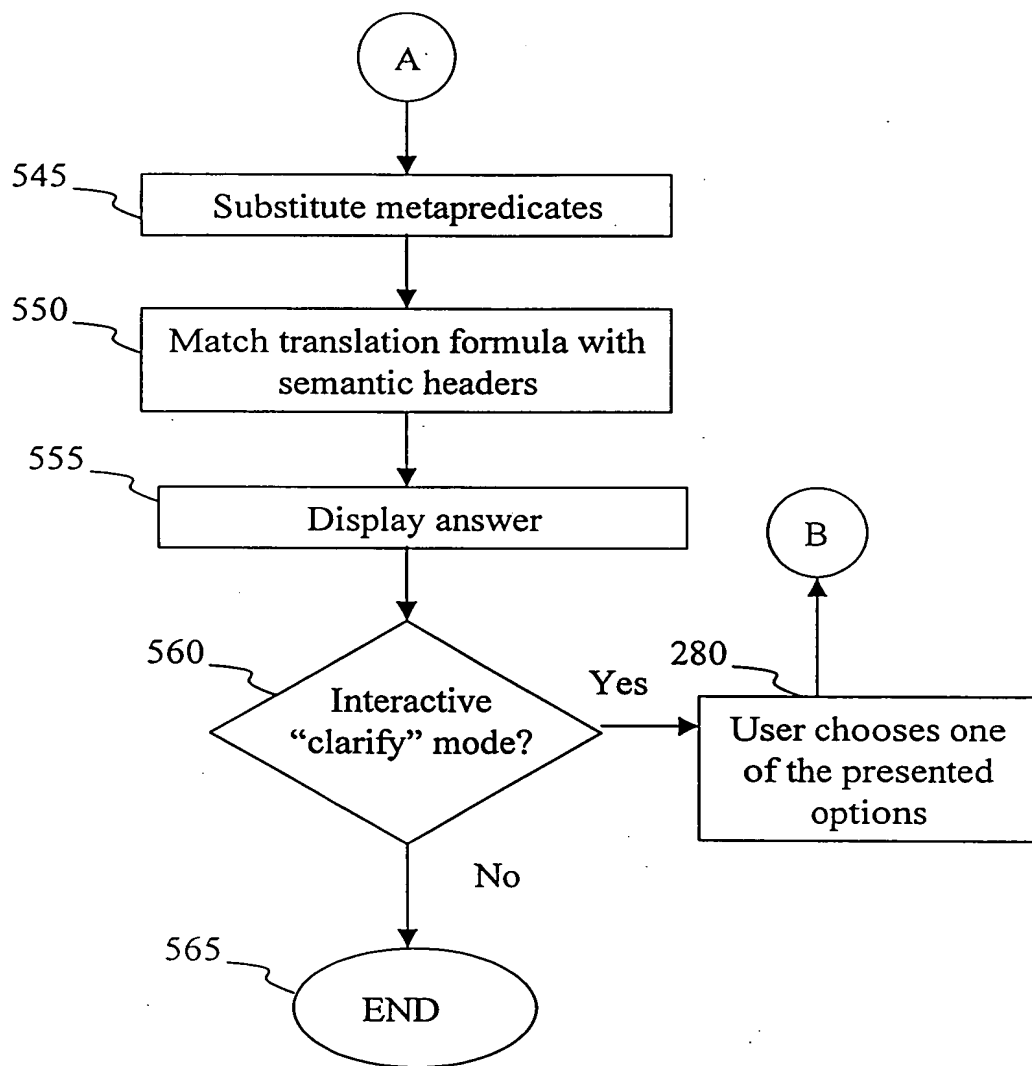 A
545
Substitute metapredicates
550
Match translation formula with
semantic headers
555
Display answer
B
560
Interactive
“clarify” mode?
Yes
280
User chooses one
of the presented
options
No
565
END